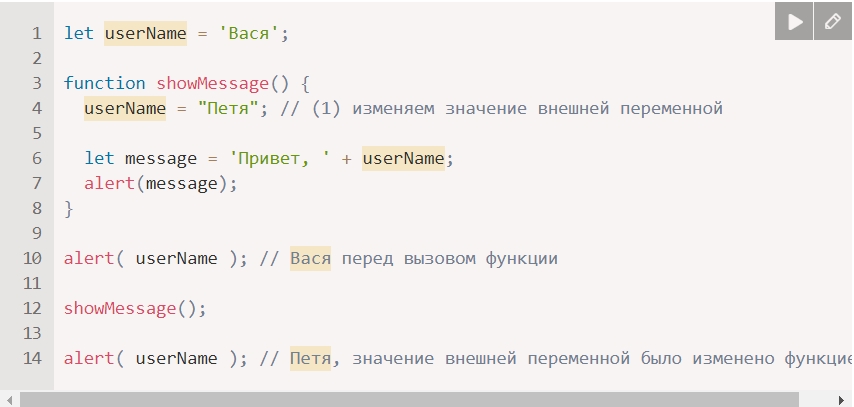 1 let userName = 'Вася';
2
3 function showMessage() {
4 userName = "Петя"; // (1) изменяем значение внешней переменной
5
6 let message = 'Привет, ' + userName;
7 alert(message);
8 }
9
10 alert( userName ); // Вася перед вызовом функции
11
12 showMessage();
13
14 alert( userName ); // Петя, значение внешней переменной было изменено функцие